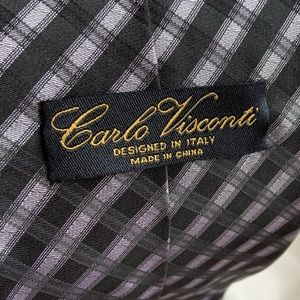 Carlo Visconti
DESIGNED IN ITALY
MADE IN CHINA